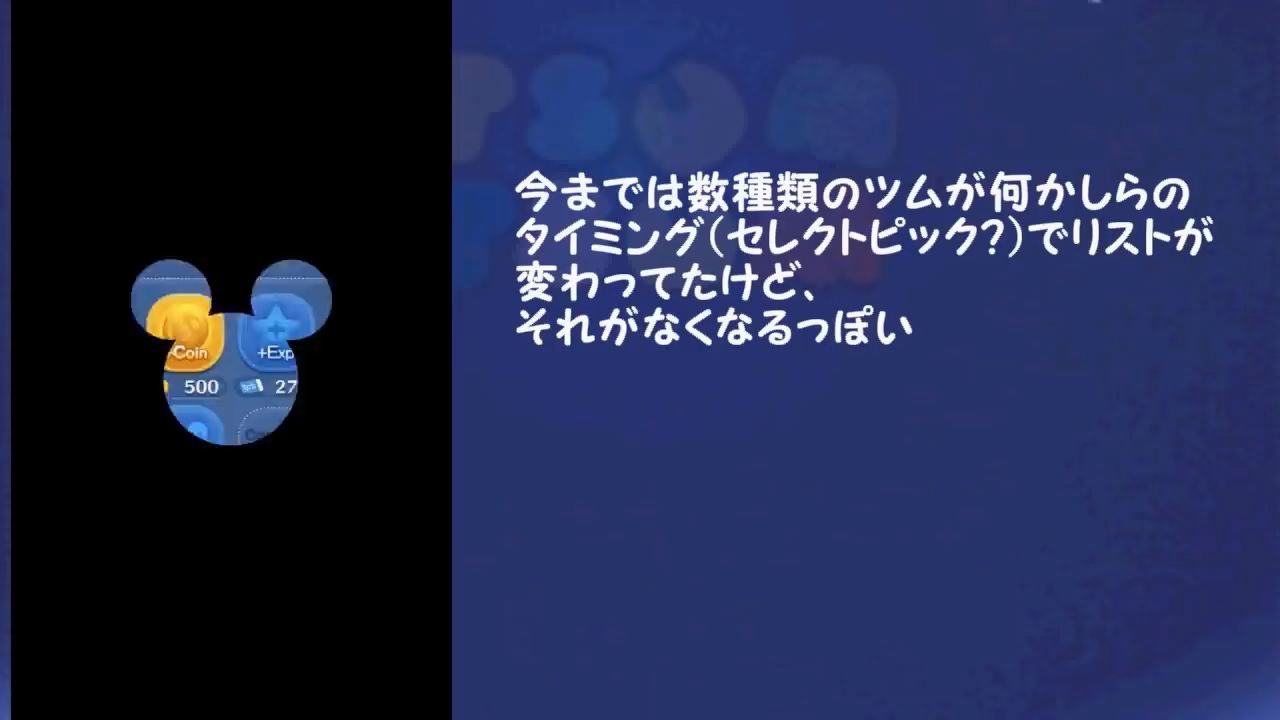 今までは数種類のツムが何かしらの
タイミング(セレクトピック?)でリストが
変わってたけど、
それがなくなるっぽい
Coin
+Exp
500
27